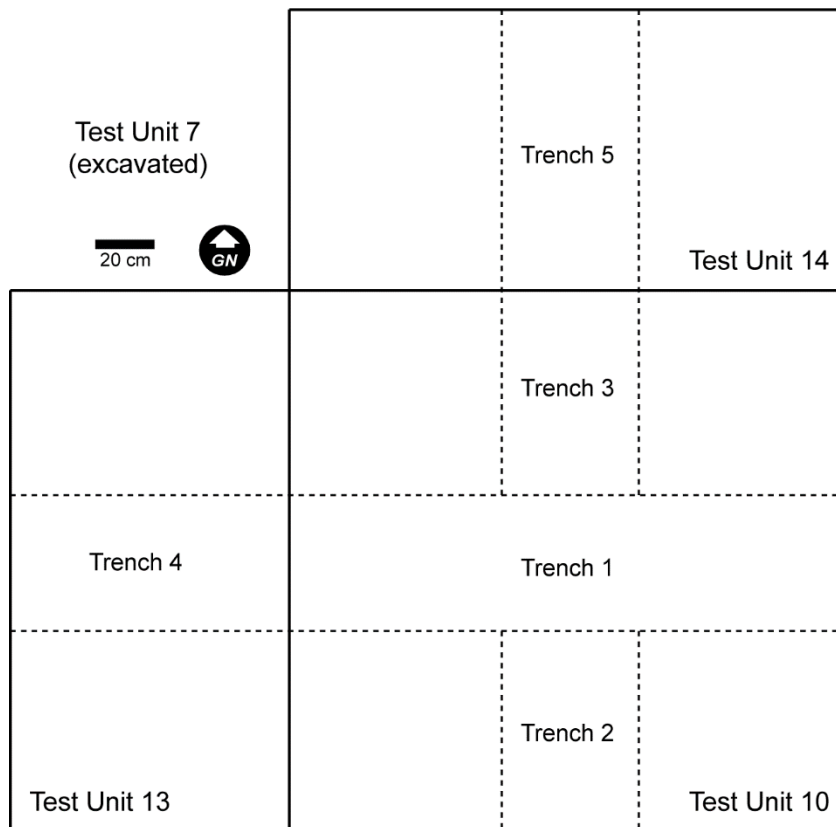 Test Unit 7
(excavated)
Trench 5
20 cm
GN
Test Unit 14
Trench 3
Trench 4
Trench 1
Trench 2
Test Unit 13
Test Unit 10